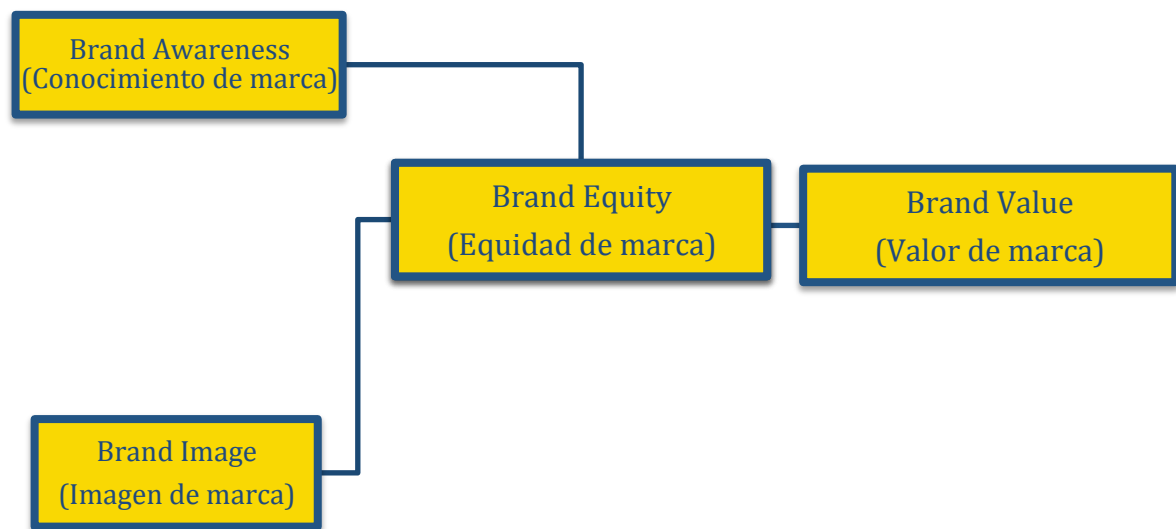 Brand Awareness
(Conocimiento de marca)
Brand Equity
(Equidad de marca)
Brand Value
(Valor de marca)
Brand Image
(Imagen de marca)